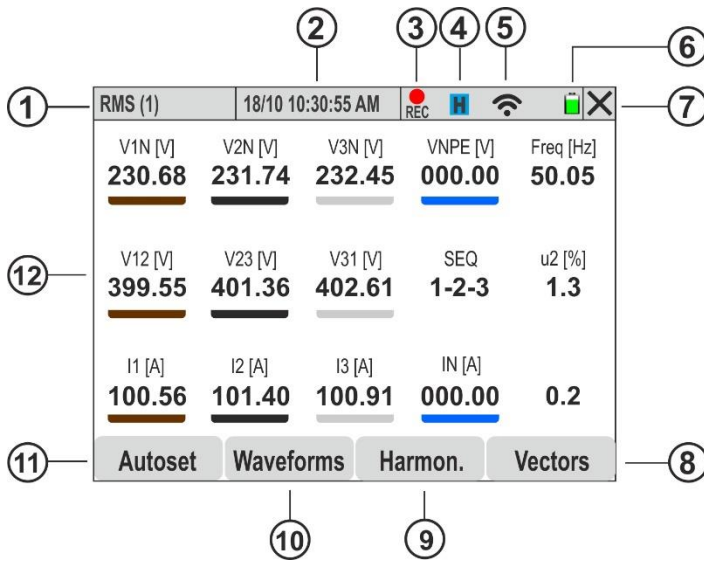 2 3 4 5
6
1 RMS (1) 18/10 10:30:55 AM REC H 7
V1N [V] V2N [V] V3N [V] VNPE [V] Freq [Hz]
230.68 231.74 232.45 000.00 50.05
V12 [V] V23 [V] V31 [V] SEQ u2 [%]
12 399.55 401.36 402.61 1-2-3 1.3
I1 [A] I2 [A] I3 [A] IN [A]
100.56 101.40 100.91 000.00 0.2
11 Autoset Waveforms Harmon. Vectors 8
10 9